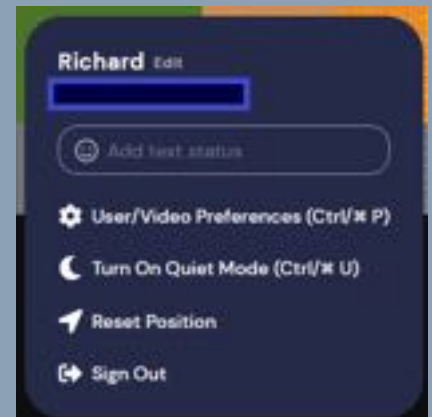 Richard Edit
Add text status
User/Video Preferences (Ctrl/⌘ P)
Turn On Quiet Mode (Ctrl/⌘ U)
Reset Position
Sign Out